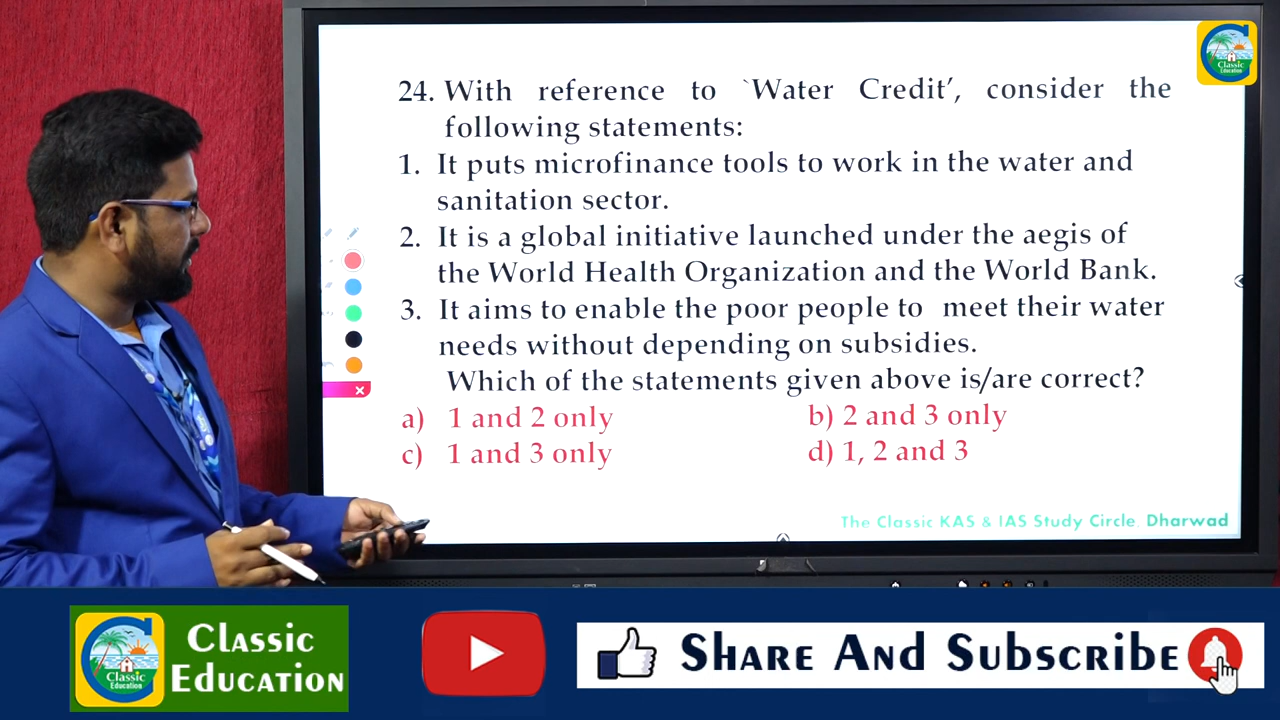 Classic
Education
24. With reference to `Water Credit', consider the
following statements:
1. It puts microfinance tools to work in the water and
sanitation sector.
2. It is a global initiative launched under the aegis of
the World Health Organization and the World Bank.
3. It aims to enable the poor people to meet their water
needs without depending on subsidies.
Which of the statements given above is/are correct?
a) 1 and 2 only
b) 2 and 3 only
c) 1 and 3 only
d) 1, 2 and 3
The Classic KAS & IAS Study Circle, Dharwad
Classic
Education
Classic
Education
Share And Subscribe